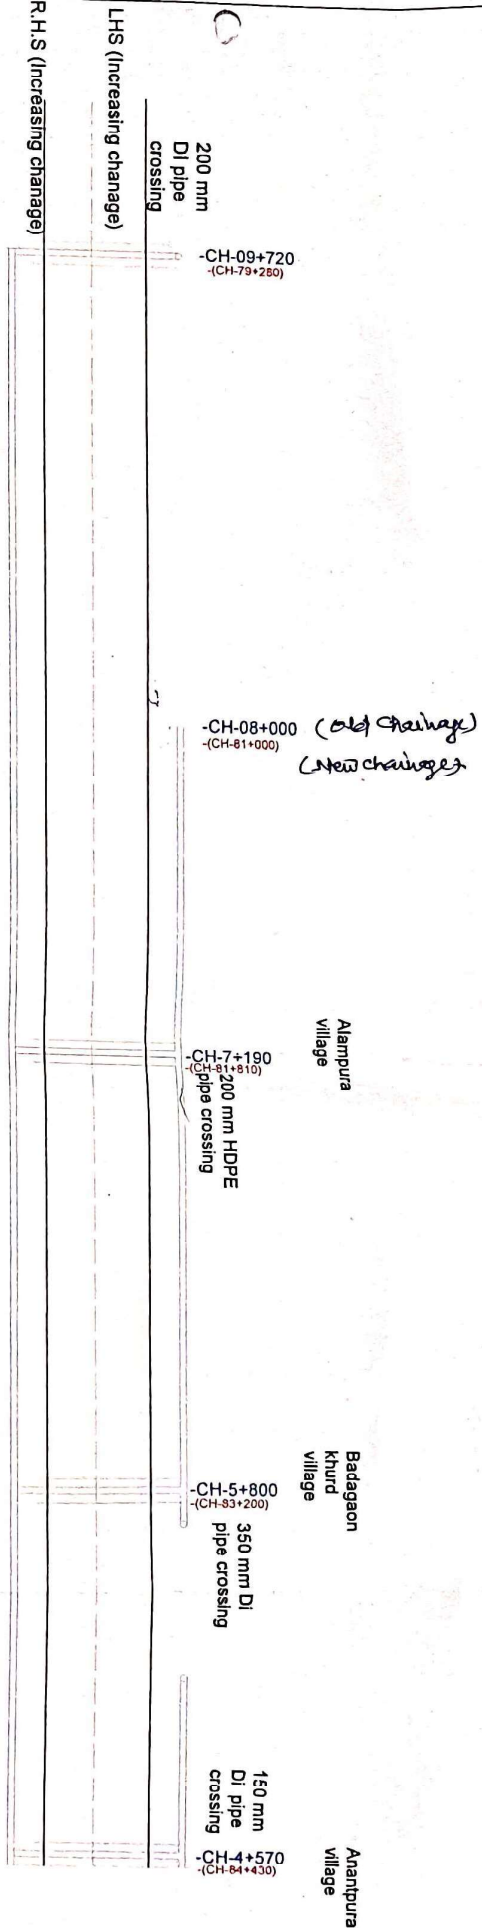 R.H.S (Increasing chanage)
LHS (Increasing chanage)
200 mm
DI pipe
crossing
-CH-09+720
-(CH-79+280)
-CH-08+000 (old chainage)
-(CH-81+000)
(New chainage)
Alampura
village
-CH-7+190
-(CH-81+810)
200 mm HDPE
pipe crossing
Badagaon
khurd
village
-CH-5+800
-(CH-83+200)
350 mm Di
pipe crossing
150 mm
Di pipe
crossing
Anantpura
village
-CH-4+570
-(CH-84+430)